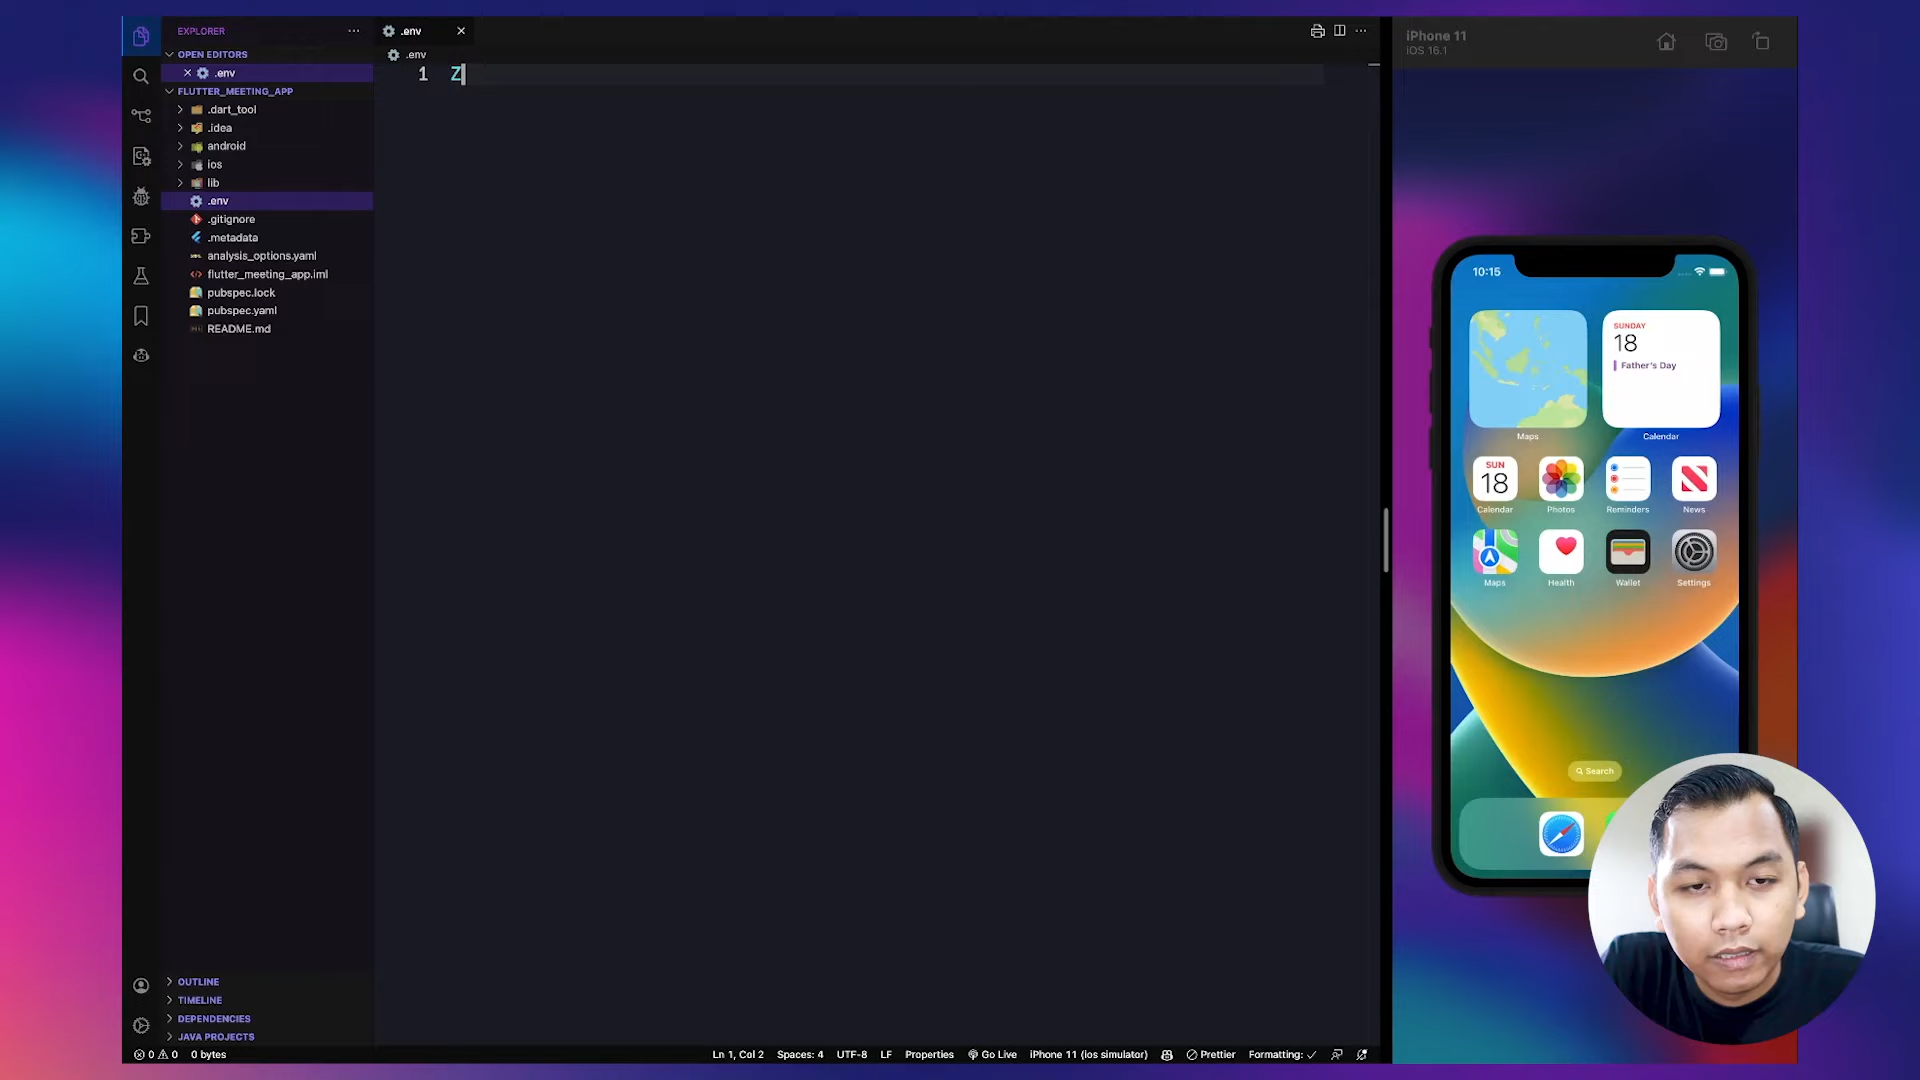 EXPLORER
OPEN EDITORS
.env
FLUTTER_MEETING_APP
.dart_tool
.idea
android
ios
lib
.env
.gitignore
.metadata
analysis_options.yaml
flutter_meeting_app.iml
pubspec.lock
pubspec.yaml
README.md
OUTLINE
TIMELINE
DEPENDENCIES
JAVA PROJECTS
.env
.env
1 Z
0 0 0 bytes
Ln 1, Col 2 Spaces: 4 UTF-8 LF Properties Go Live iPhone 11 (ios simulator) Prettier Formatting: ✓
iPhone 11
iOS 16.1
10:15
SUNDAY
18
Father's Day
Maps Calendar
SUN
18
Calendar Photos Reminders News
Maps Health Wallet Settings
Search